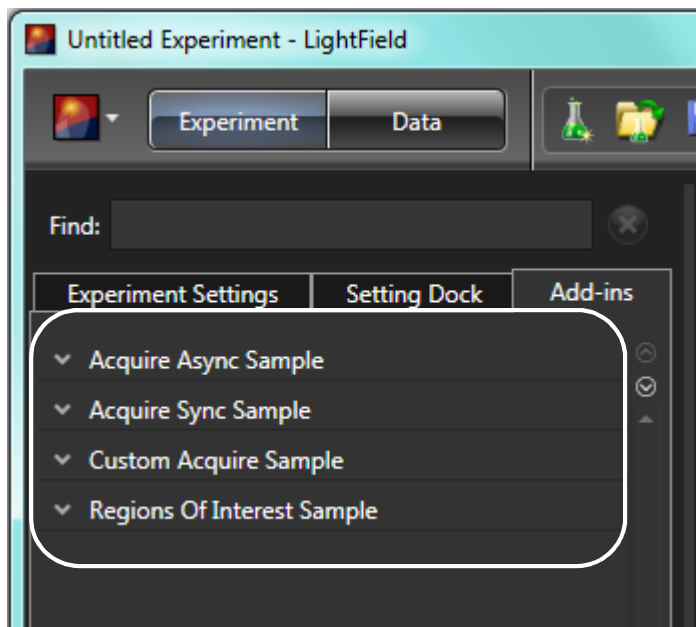 Untitled Experiment - LightField
Experiment Data
Find:
Experiment Settings Setting Dock Add-ins
Acquire Async Sample
Acquire Sync Sample
Custom Acquire Sample
Regions Of Interest Sample